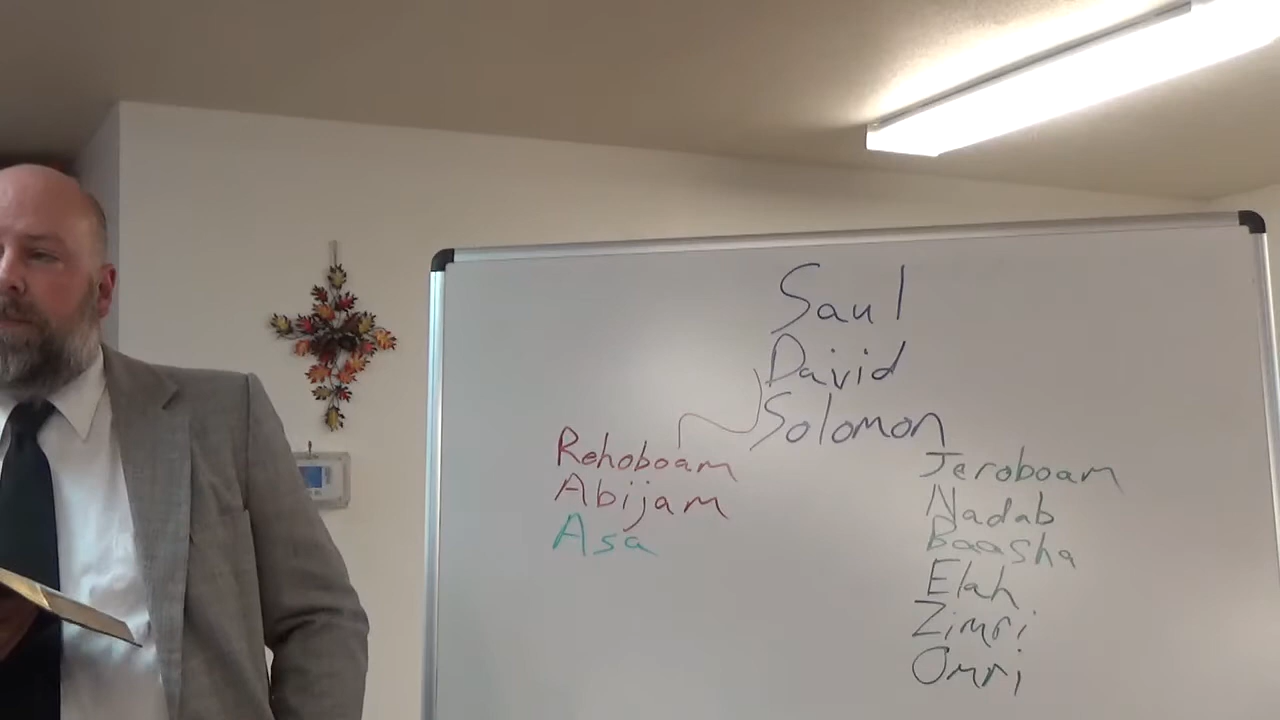 Saul
David
Solomon
Rehoboam
Abijam
Asa
Jeroboam
Nadab
Baasha
Elah
Zimri
Omri